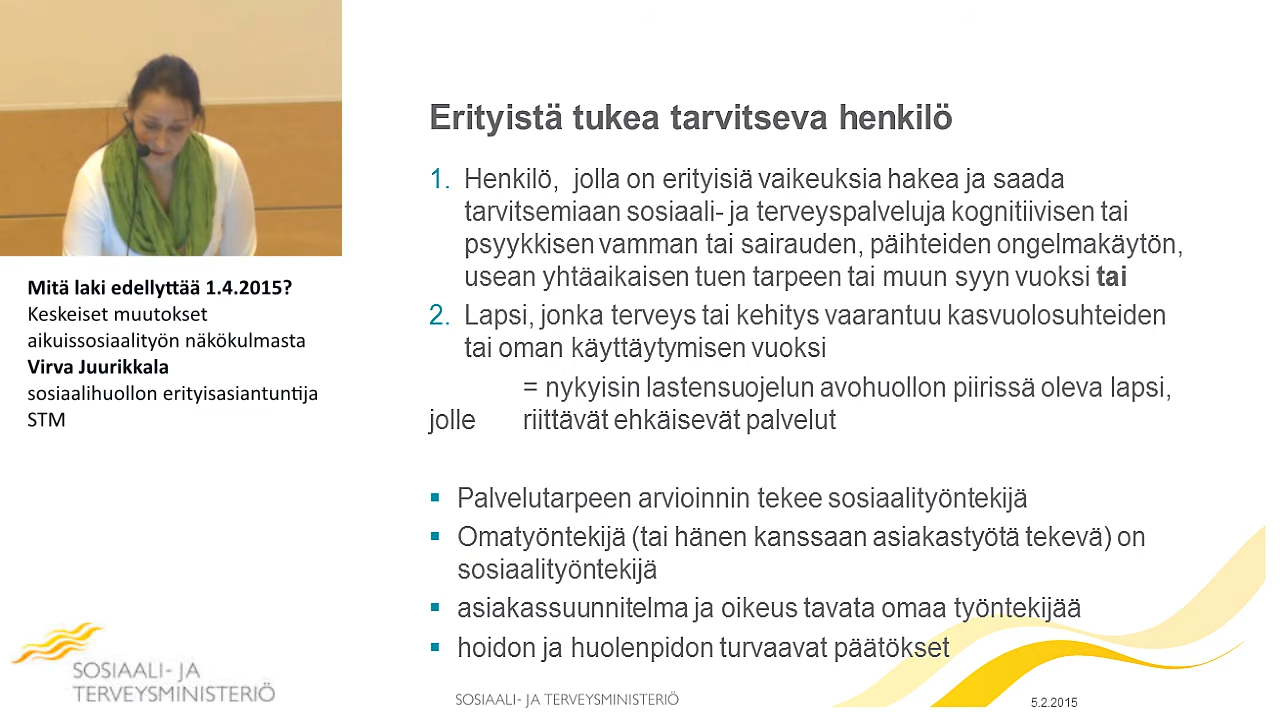 Erityistä tukea tarvitseva henkilö
1. Henkilö, jolla on erityisiä vaikeuksia hakea ja saada
tarvitsemiaan sosiaali- ja terveyspalveluja kognitiivisen tai
psyykkisen vamman tai sairauden, päihteiden ongelmakäytön,
usean yhtäaikaisen tuen tarpeen tai muun syyn vuoksi tai
2. Lapsi, jonka terveys tai kehitys vaarantuu kasvuolosuhteiden
tai oman käyttäytymisen vuoksi
= nykyisin lastensuojelun avohuollon piirissä oleva lapsi,
jolle riittävät ehkäisevät palvelut
▪ Palvelutarpeen arvioinnin tekee sosiaalityöntekijä
▪ Omatyöntekijä (tai hänen kanssaan asiakastyötä tekevä) on
sosiaalityöntekijä
▪ asiakassuunnitelma ja oikeus tavata omaa työntekijää
▪ hoidon ja huolenpidon turvaavat päätökset
SOSIAALI- JA TERVEYSMINISTERIÖ
5.2.2015
Mitä laki edellyttää 1.4.2015?
Keskeiset muutokset
aikuissosiaalityön näkökulmasta
Virva Juurikkala
sosiaalihuollon erityisasiantuntija
STM
SOSIAALI- JA
TERVEYSMINISTERIÖ